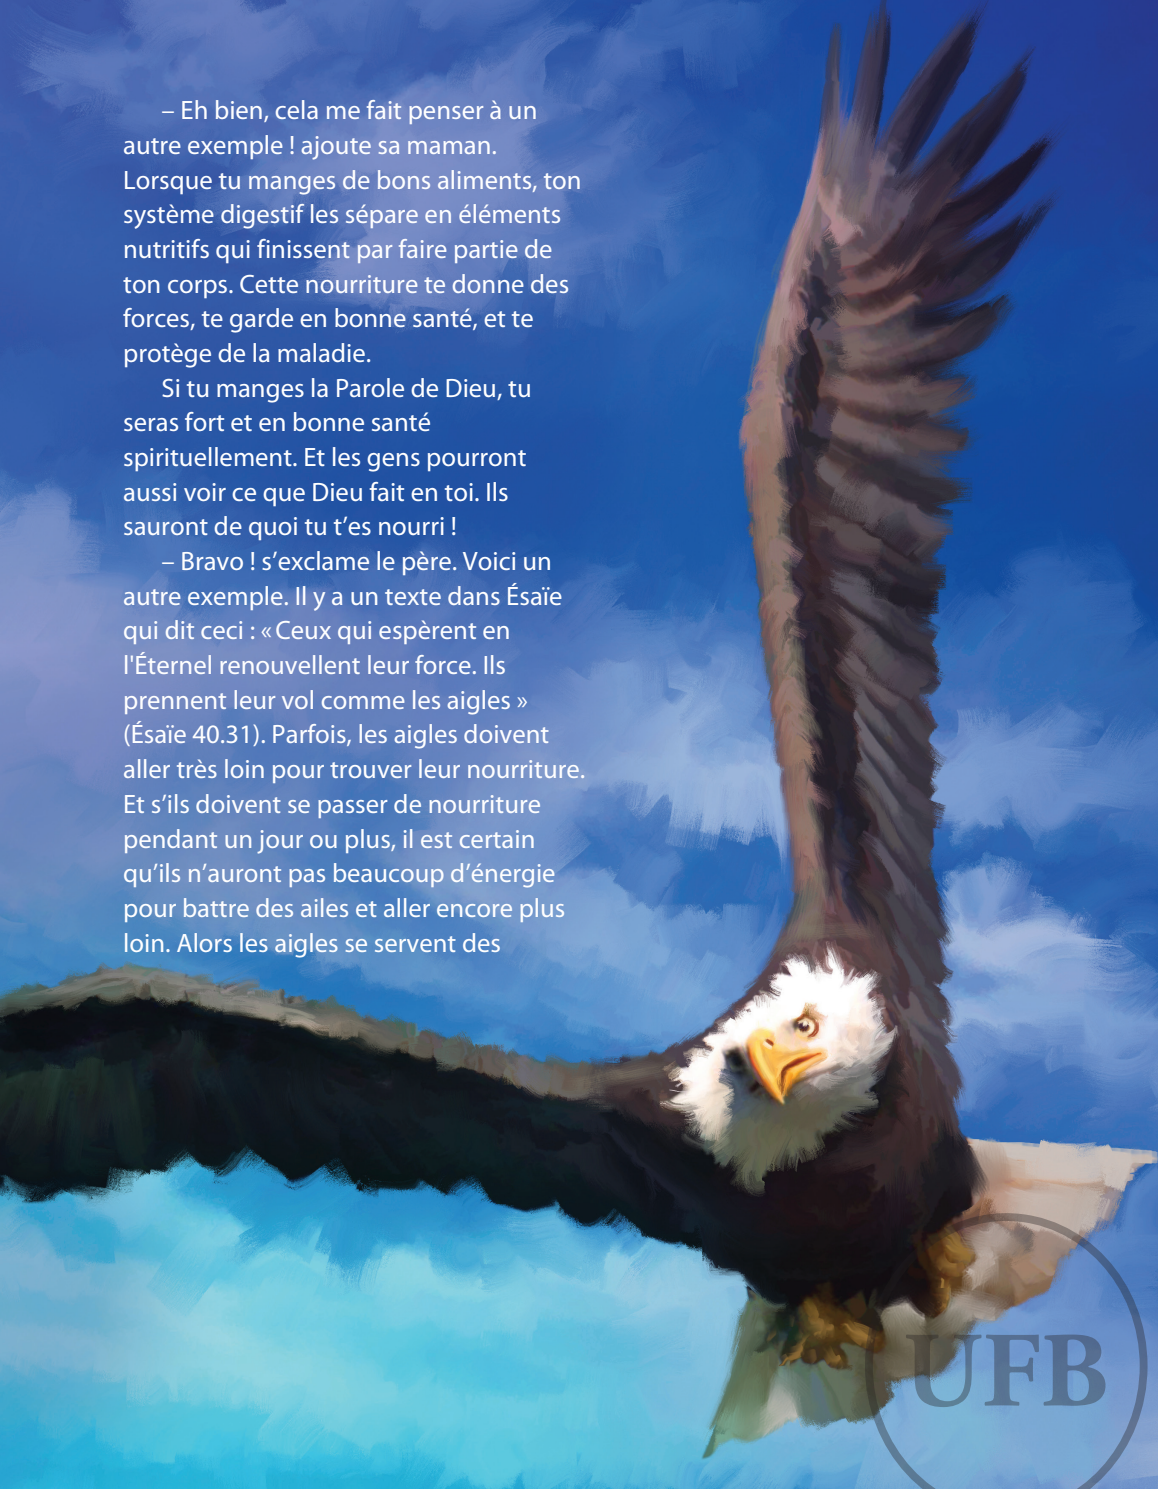 – Eh bien, cela me fait penser à un
autre exemple ! ajoute sa maman.
Lorsque tu manges de bons aliments, ton
système digestif les sépare en éléments
nutritifs qui finissent par faire partie de
ton corps. Cette nourriture te donne des
forces, te garde en bonne santé, et te
protège de la maladie.
Si tu manges la Parole de Dieu, tu
seras fort et en bonne santé
spirituellement. Et les gens pourront
aussi voir ce que Dieu fait en toi. Ils
sauront de quoi tu t’es nourri !
– Bravo ! s’exclame le père. Voici un
autre exemple. Il y a un texte dans Ésaïe
qui dit ceci : « Ceux qui espèrent en
l'Éternel renouvellent leur force. Ils
prennent leur vol comme les aigles »
(Ésaïe 40.31). Parfois, les aigles doivent
aller très loin pour trouver leur nourriture.
Et s’ils doivent se passer de nourriture
pendant un jour ou plus, il est certain
qu’ils n’auront pas beaucoup d’énergie
pour battre des ailes et aller encore plus
loin. Alors les aigles se servent des
UFB